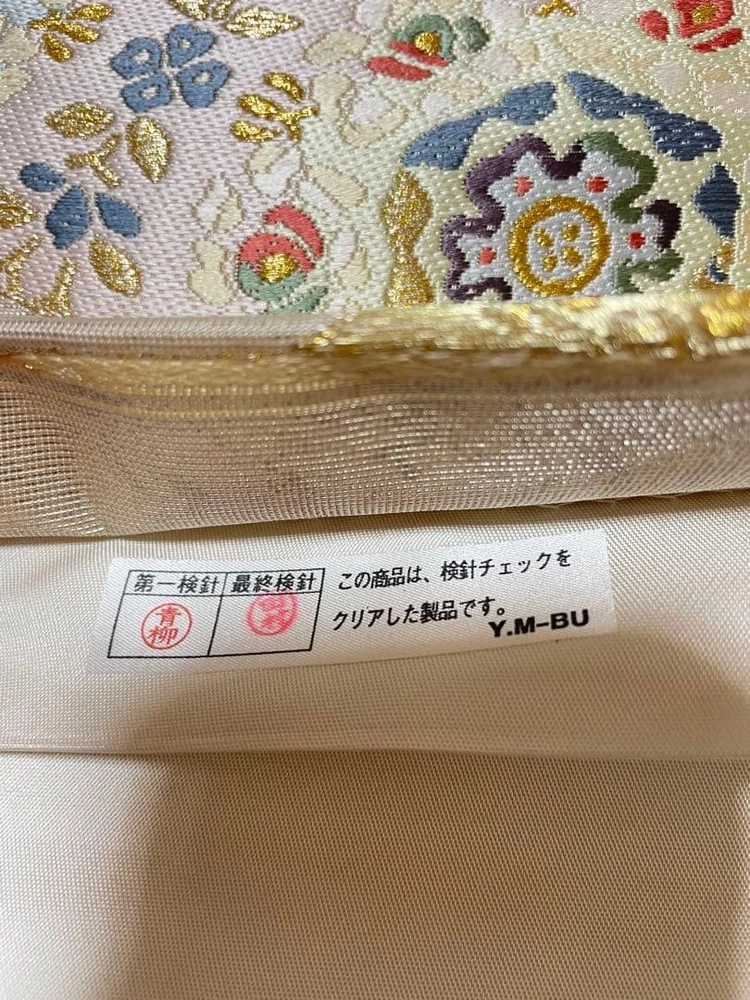 第一検針 最終検針
青柳
この商品は、検針チェックを
クリアした製品です。
Y.M-BU